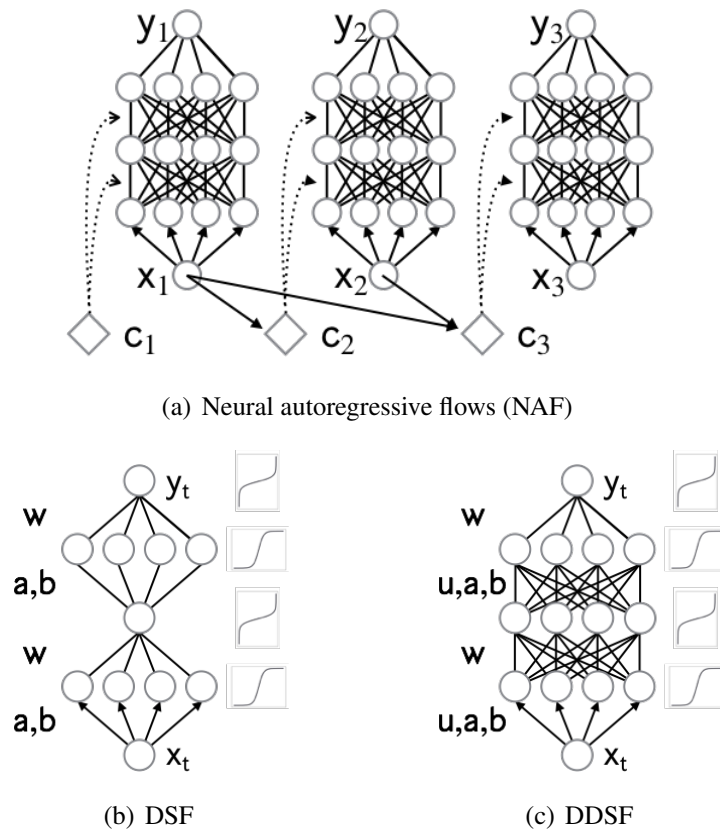 y1 y2 y3
x1 x2 x3
c1 c2 c3
(a) Neural autoregressive flows (NAF)
yt yt
w w
a,b u,a,b
w w
a,b u,a,b
xt xt
(b) DSF (c) DDSF